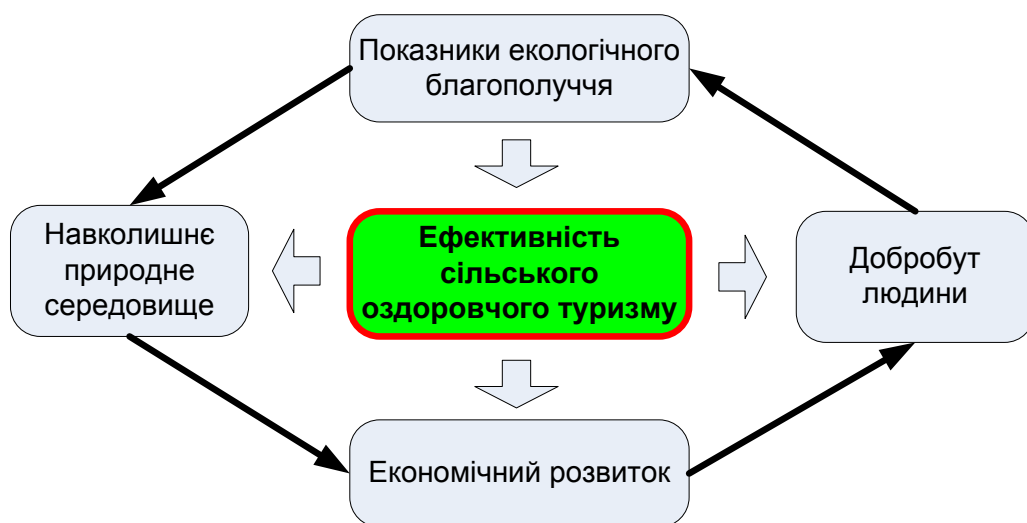 Показники екологічного
благополуччя
Навколишнє
природне
середовище
Ефективність
сільського
оздоровчого туризму
Добробут
людини
Економічний розвиток